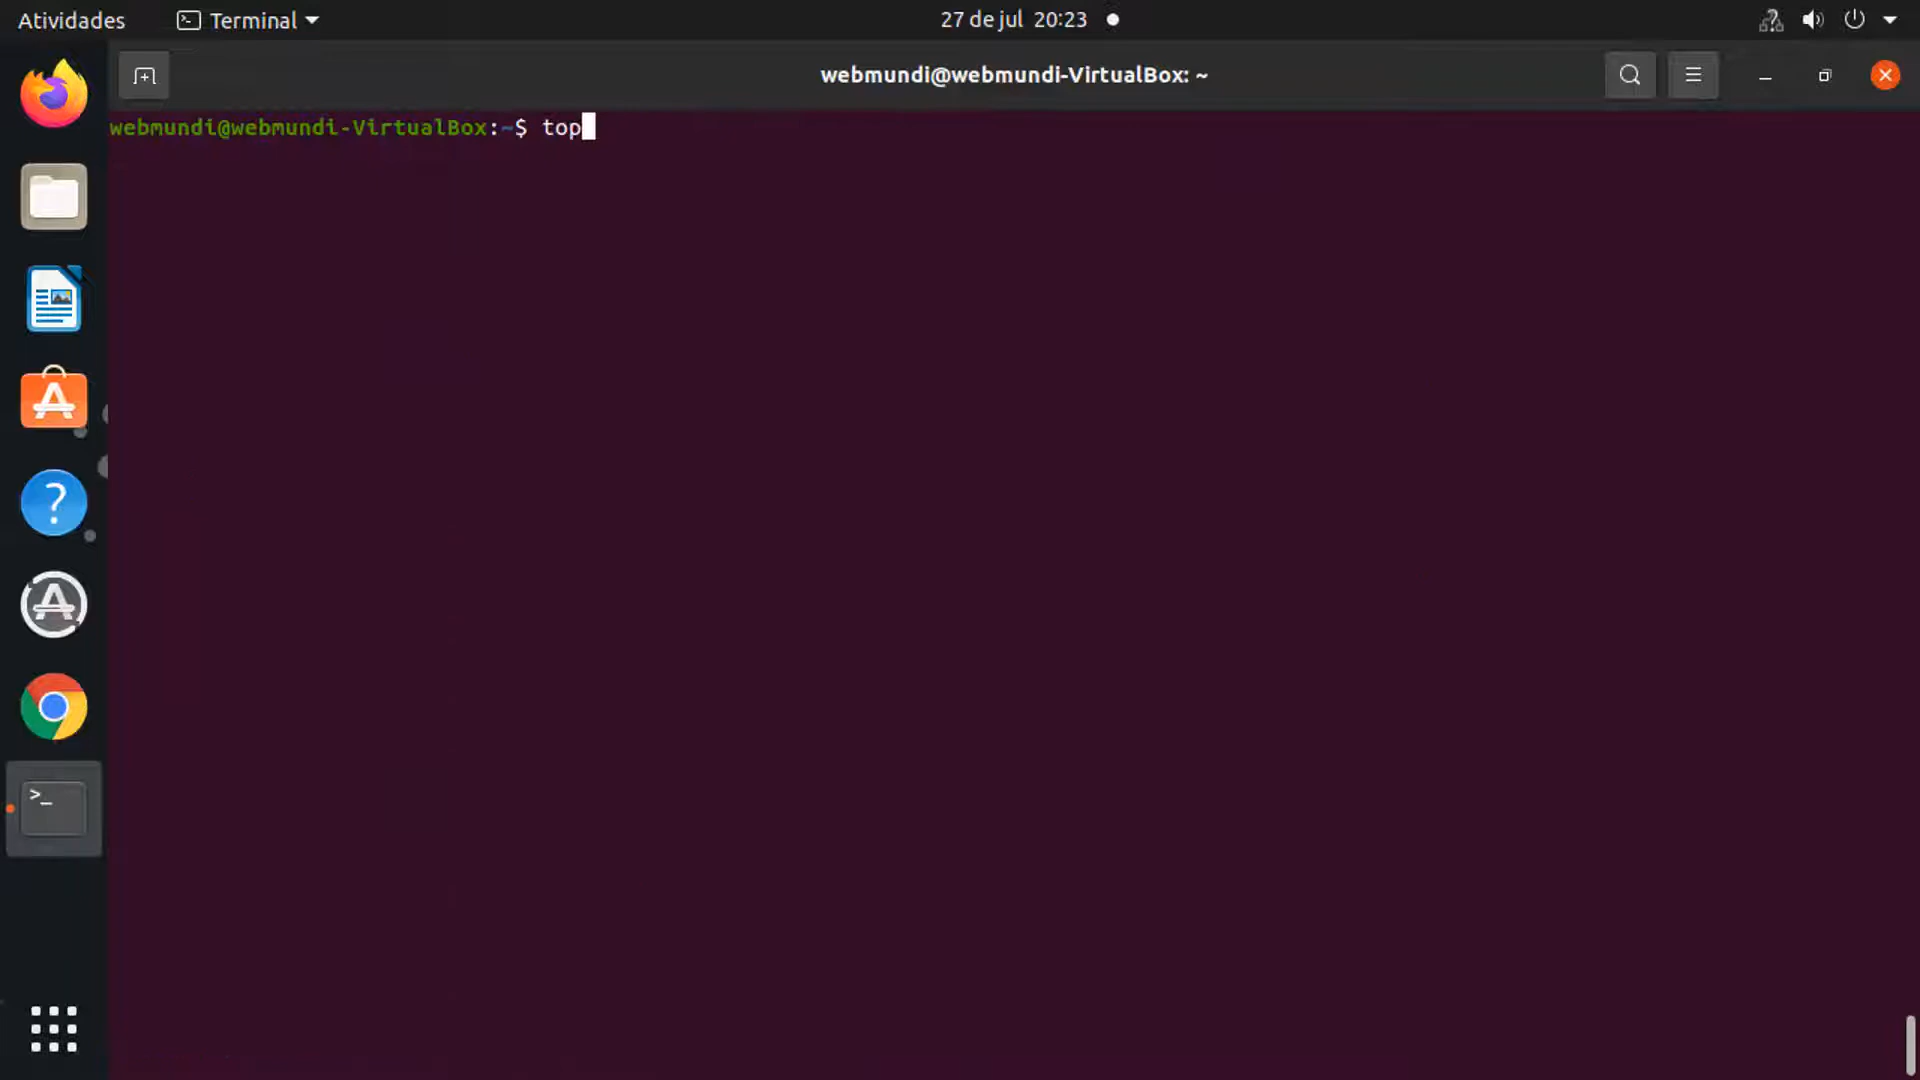 Atividades
Terminal
27 de jul 20:23
webmundi@webmundi-VirtualBox: ~
webmundi@webmundi-VirtualBox:~$ top